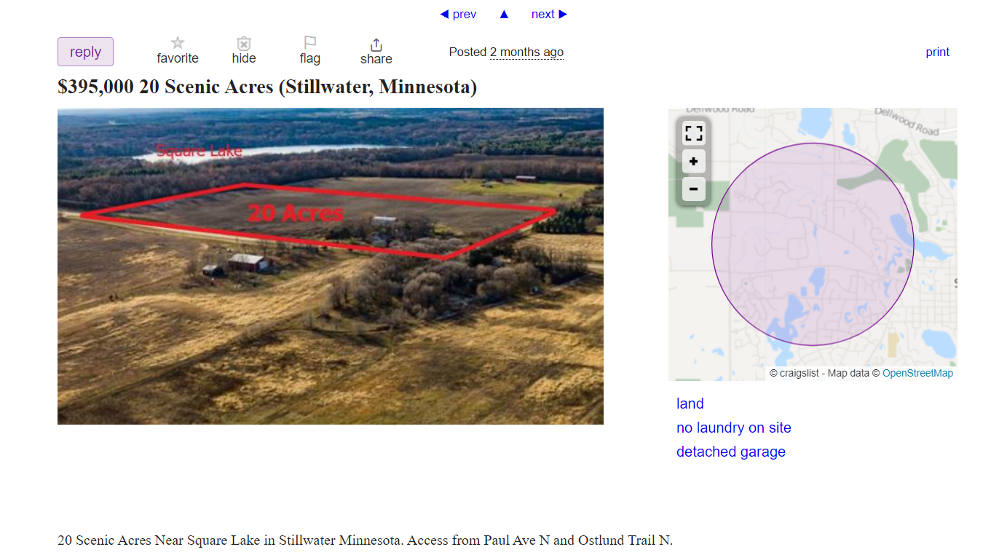 ◀ prev ▲ next ▶
reply
favorite
hide
flag
share
Posted 2 months ago
print
$395,000 20 Scenic Acres (Stillwater, Minnesota)
Square Lake
20 Acres
Dellwood Road
Dellwood Road
+
-
S
© craigslist - Map data © OpenStreetMap
land
no laundry on site
detached garage
20 Scenic Acres Near Square Lake in Stillwater Minnesota. Access from Paul Ave N and Ostlund Trail N.